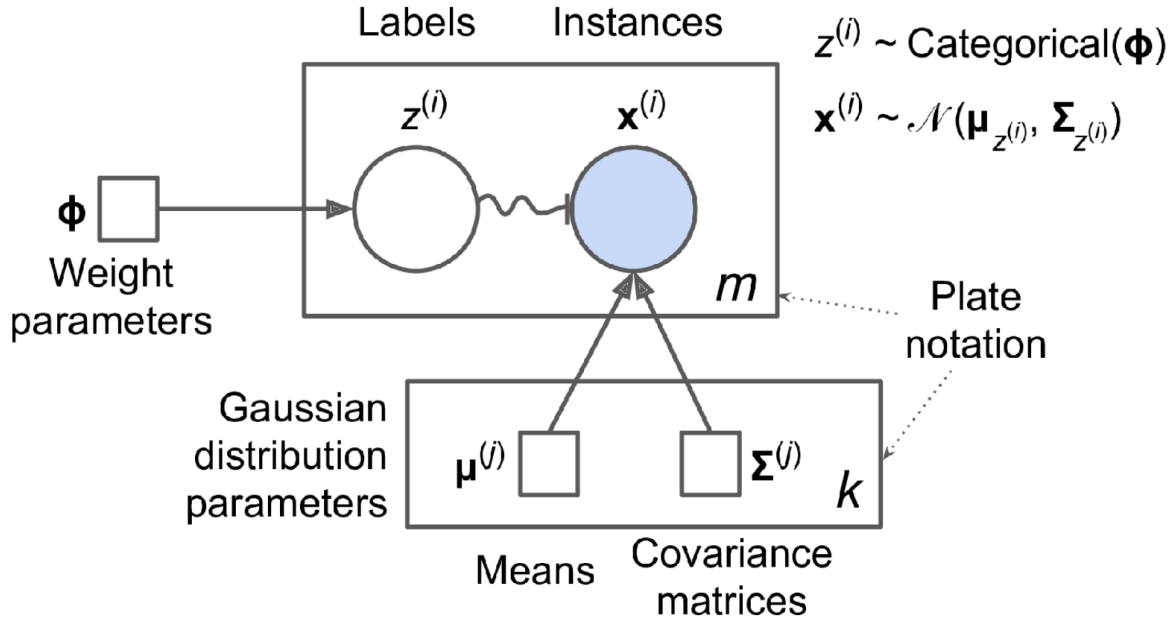 Labels Instances
z^(i) ~ Categorical(ϕ)
z^(i) x^(i)
x^(i) ~ 𝒩(μ_z^(i), Σ_z^(i))
ϕ
Weight
parameters
m
Plate
notation
Gaussian
distribution
parameters
μ^(j) Σ^(j)
k
Means
Covariance
matrices